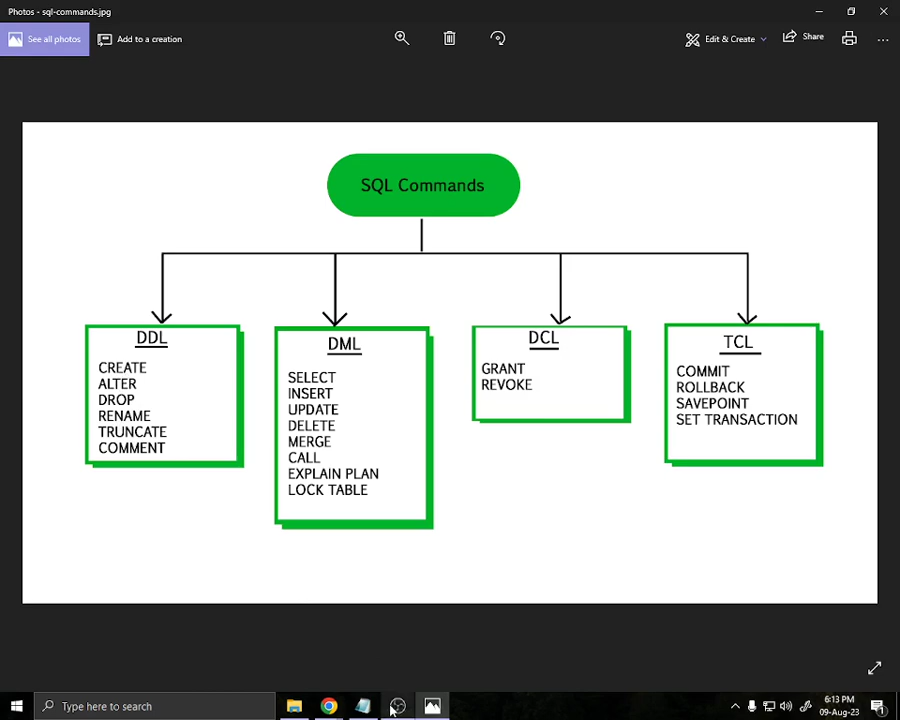 Photos - sql-commands.jpg
See all photos
Add to a creation
Edit & Create
Share
SQL Commands
DDL
CREATE
ALTER
DROP
RENAME
TRUNCATE
COMMENT
DML
SELECT
INSERT
UPDATE
DELETE
MERGE
CALL
EXPLAIN PLAN
LOCK TABLE
DCL
GRANT
REVOKE
TCL
COMMIT
ROLLBACK
SAVEPOINT
SET TRANSACTION
Type here to search
6:13 PM
09-Aug-23
1